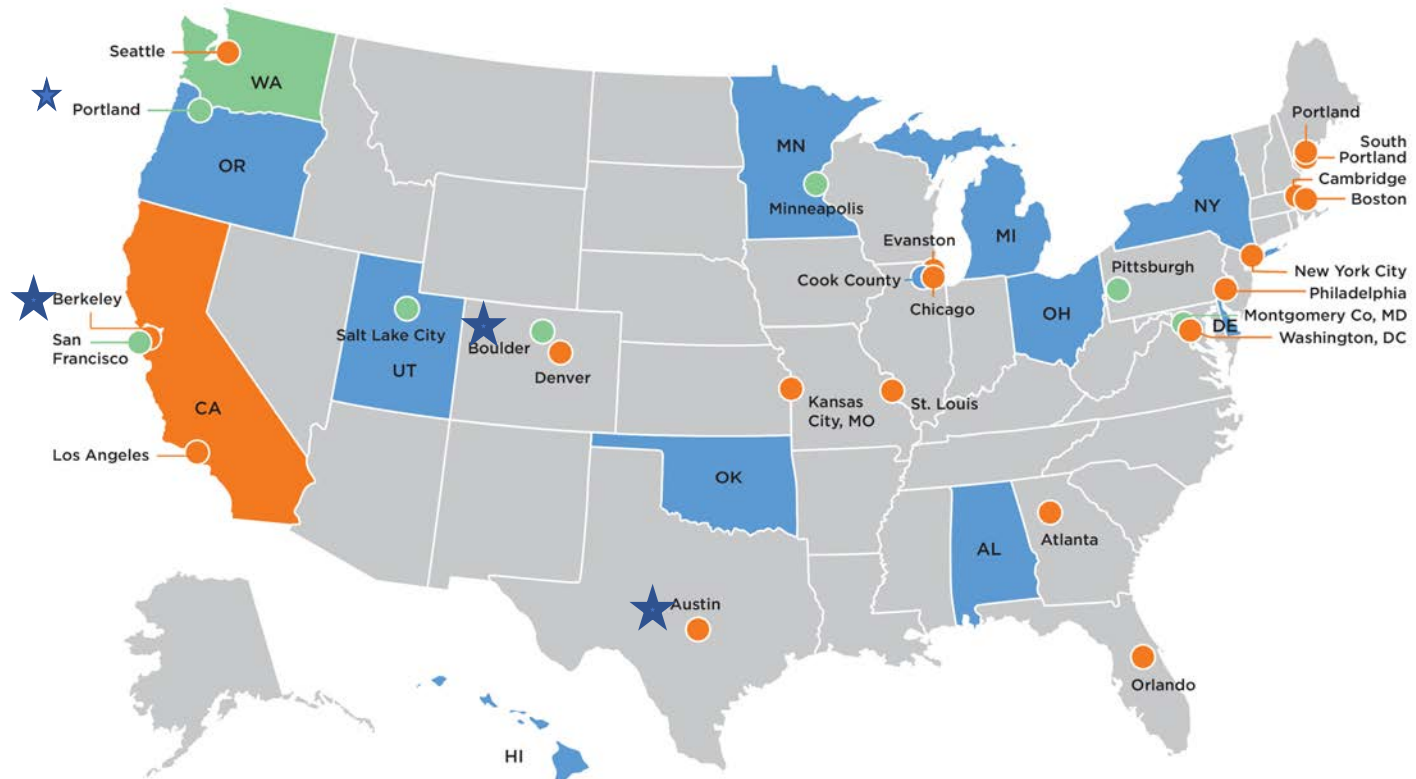 Seattle
WA
Portland
OR
MN
Minneapolis
Portland
South
Portland
Cambridge
Boston
NY
MI
Evanston
Cook County
Chicago
Pittsburgh
New York City
Philadelphia
Montgomery Co, MD
DE
Washington, DC
OH
Berkeley
San
Francisco
Salt Lake City
UT
Boulder
Denver
CA
Kansas
City, MO
St. Louis
Los Angeles
OK
AL
Atlanta
Austin
Orlando
HI